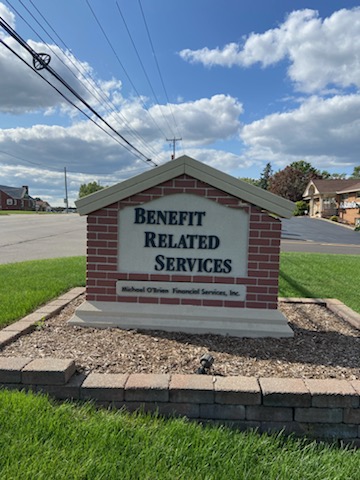 BENEFIT
RELATED
SERVICES
Michael O'Brien Financial Services, Inc.